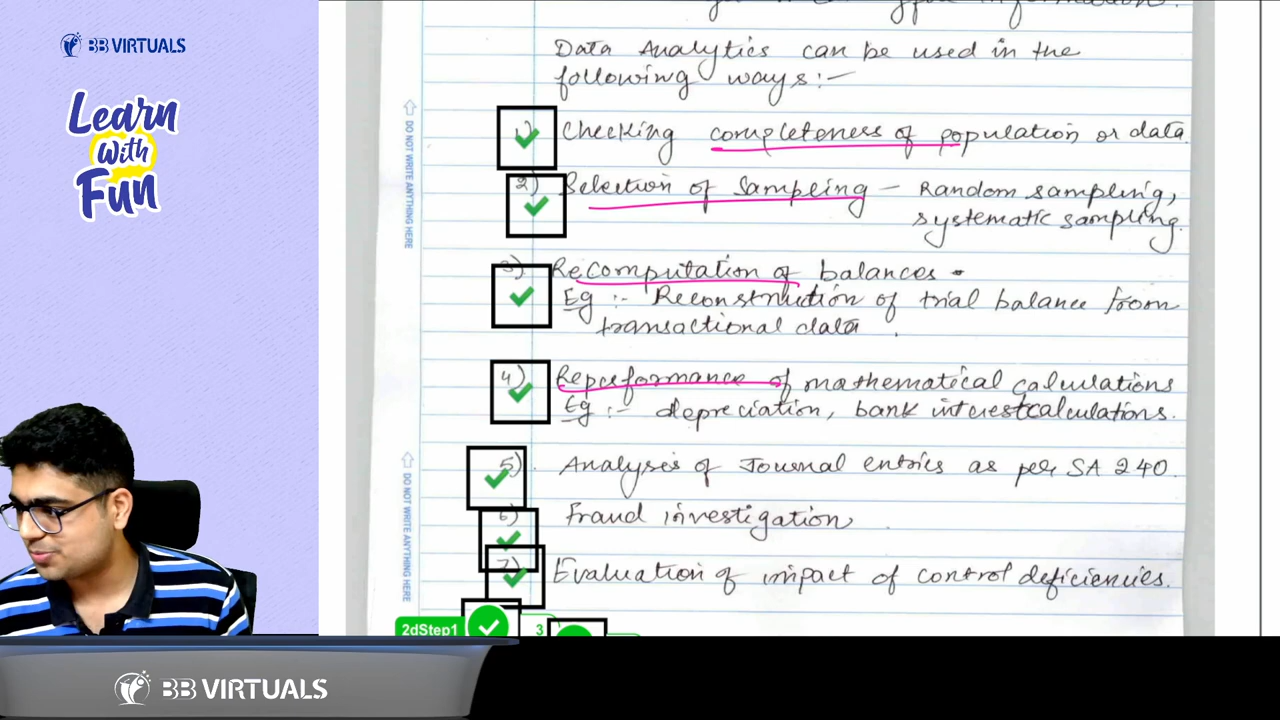 BB VIRTUALS
Learn
With
Fun
DO NOT WRITE ANYTHING HERE
DO NOT WRITE ANYTHING HERE
information.
Data Analytics can be used in the
following ways:-
1) Checking completeness of population or data.
2) Selection of Sampling - Random sampling,
systematic sampling.
3) Recomputation of balances -
Eg :- Reconstruction of trial balance from
transactional data.
4) Reperformance of mathematical calculations
Eg :- depreciation, bank interest calculations.
5). Analyses of Journal entries as per SA 240.
6) Fraud investigation
7) Evaluation of impact of control deficiencies.
2dStep1 3
BB VIRTUALS